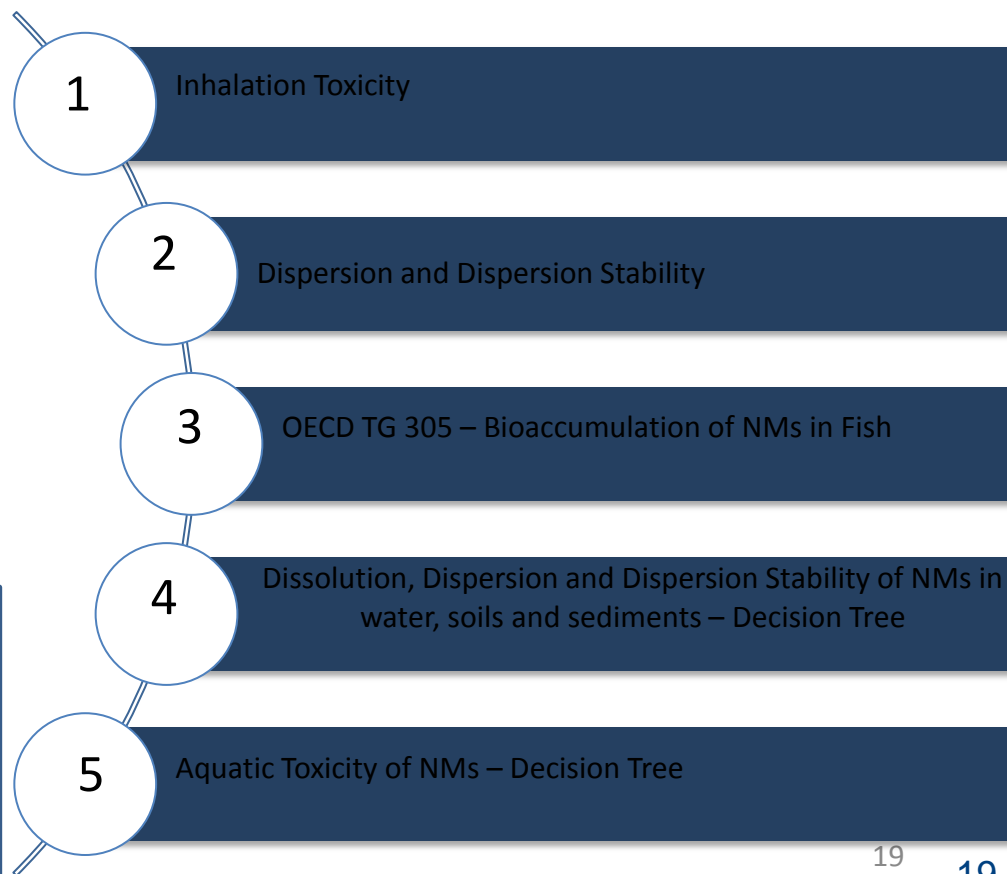 1
Inhalation Toxicity
2
Dispersion and Dispersion Stability
3
OECD TG 305 – Bioaccumulation of NMs in Fish
4
Dissolution, Dispersion and Dispersion Stability of NMs in
water, soils and sediments – Decision Tree
5
Aquatic Toxicity of NMs – Decision Tree
19
19